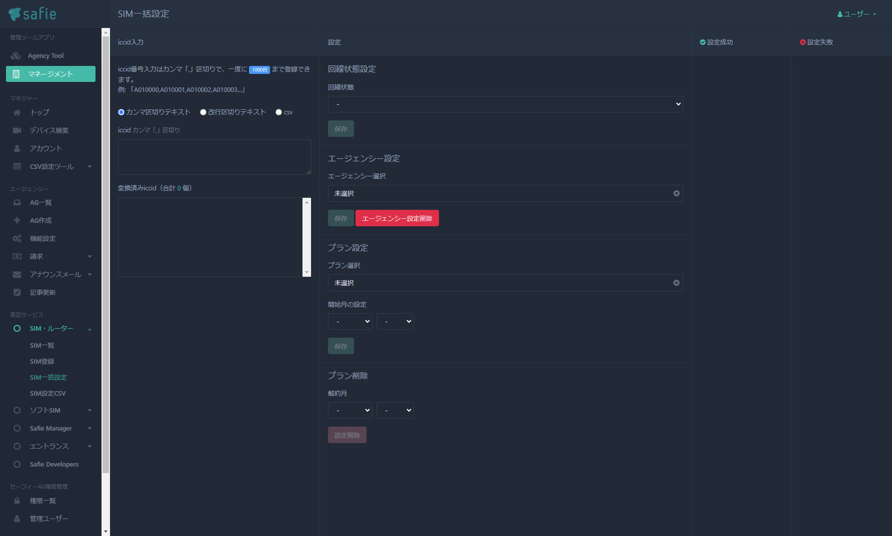 safie
SIM一括設定
ユーザー
管理ツールアプリ
Agency Tool
マネージメント
マネジャー
トップ
デバイス検索
アカウント
CSV設定ツール
エージェンシー
AG一覧
AG作成
機能設定
請求
アナウンスメール
記事更新
周辺サービス
SIM・ルーター
SIM一覧
SIM登録
SIM一括設定
SIM設定CSV
ソフトSIM
Safie Manager
エントランス
Safie Developers
セーフィーAG権限管理
権限一覧
管理ユーザー
iccid入力
iccid番号入力はカンマ「,」区切りで、一度に 1000件 まで登録できます。
例: 「A010000,A010001,A010002,A010003...」
カンマ区切りテキスト
改行区切りテキスト
csv
iccid カンマ「,」区切り
変換済みiccid（合計 0 個）
設定
回線状態設定
回線状態
-
保存
エージェンシー設定
エージェンシー選択
未選択
保存
エージェンシー設定削除
プラン設定
プラン選択
未選択
開始月の設定
- -
保存
プラン削除
解約月
- -
設定削除
設定成功
設定失敗